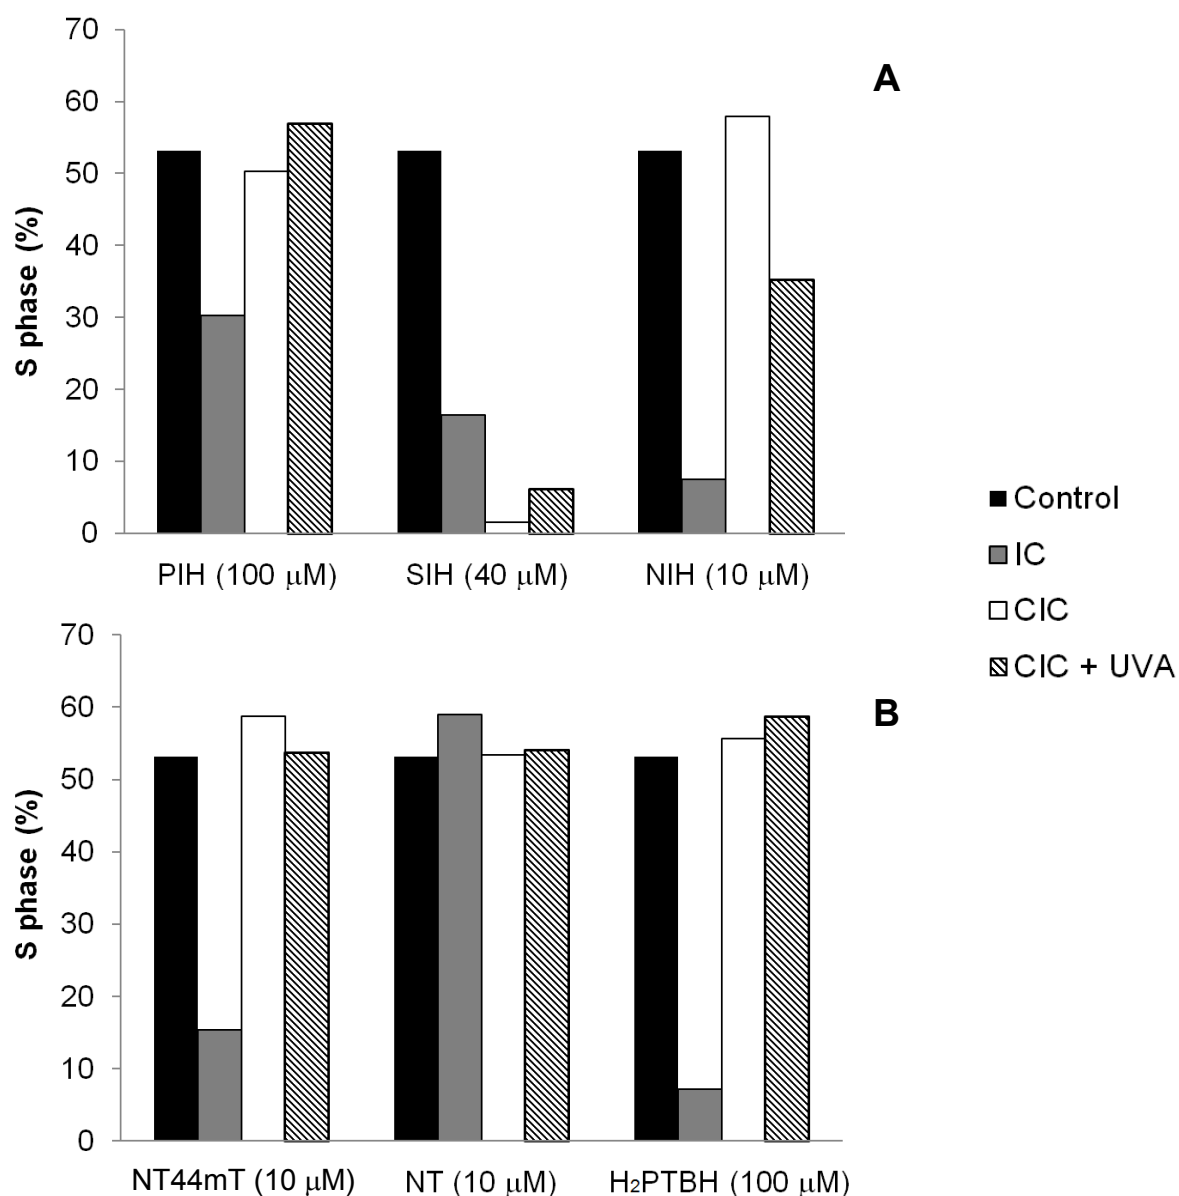 A
S phase (%)
70
60
50
40
30
20
10
0
PIH (100 μM) SIH (40 μM) NIH (10 μM)
Control
IC
CIC
CIC + UVA
B
S phase (%)
70
60
50
40
30
20
10
0
NT44mT (10 μM) NT (10 μM) H₂PTBH (100 μM)